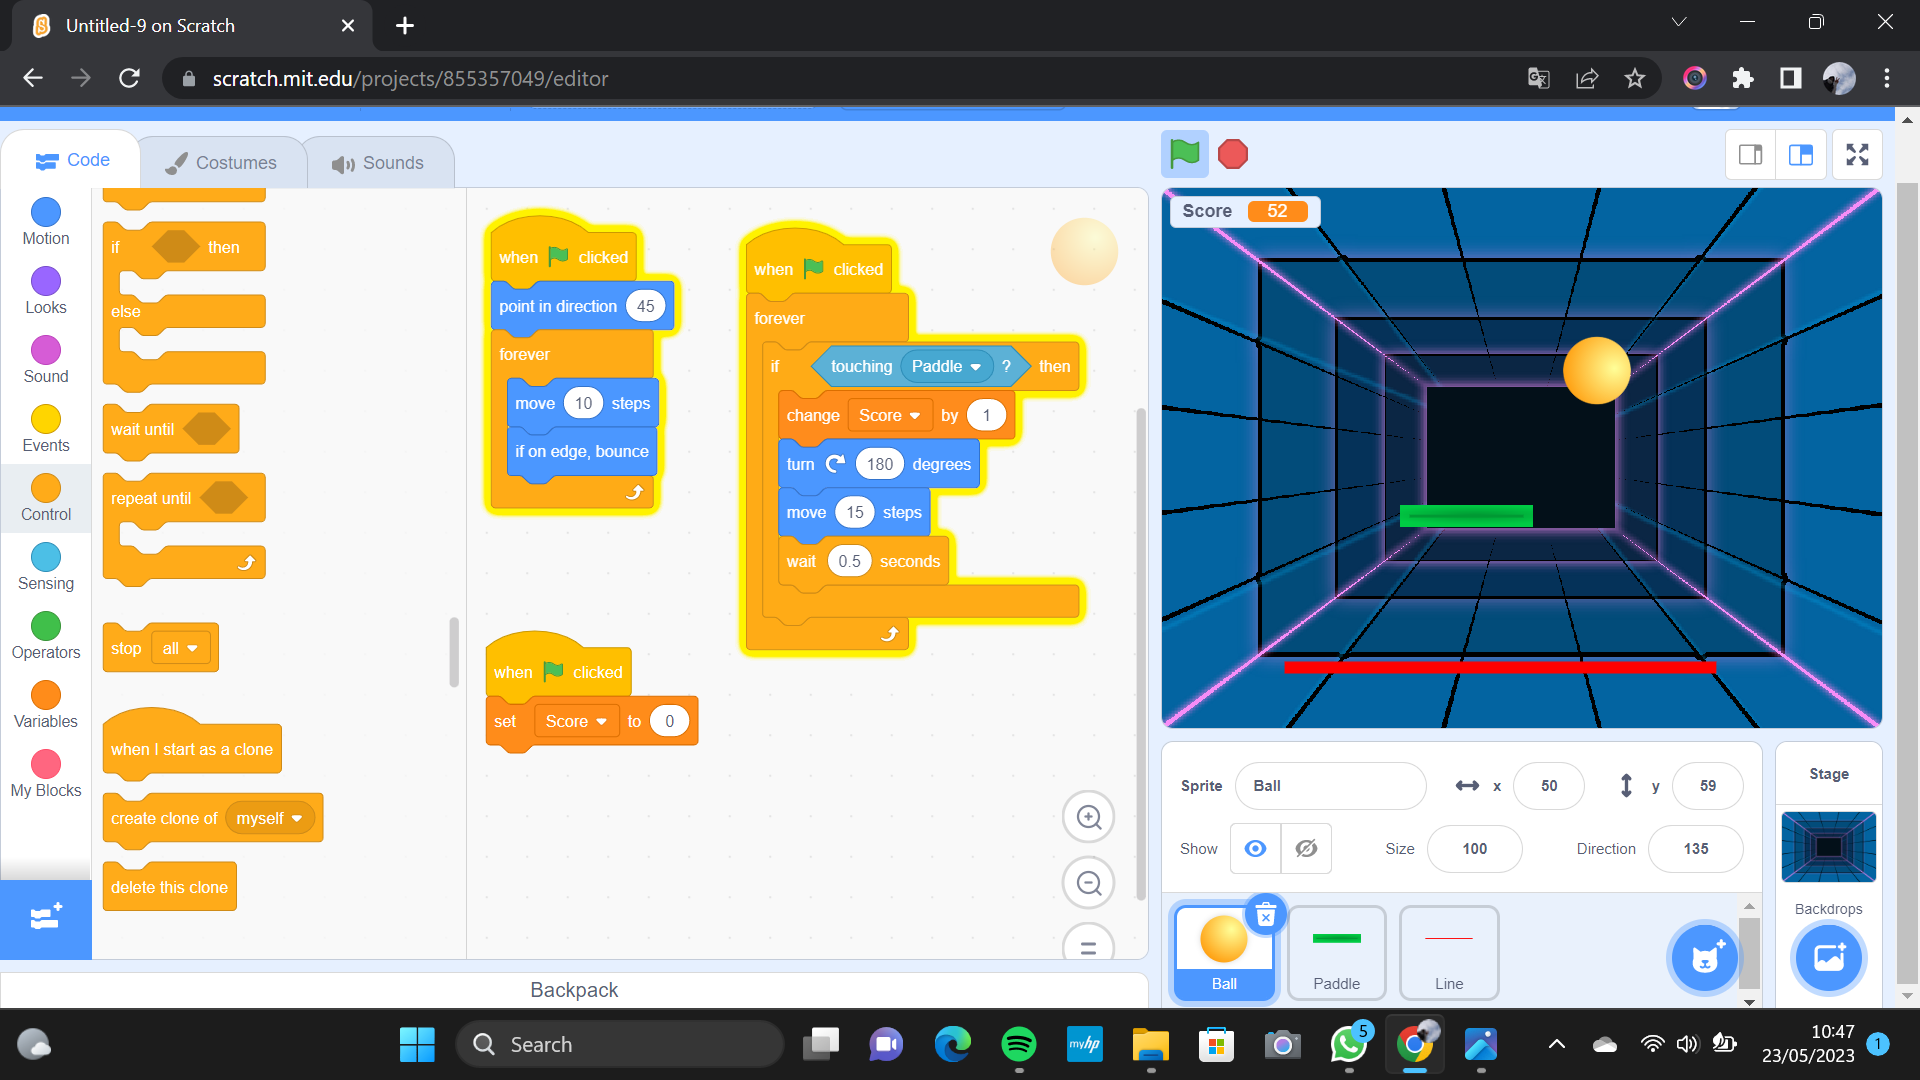 Untitled-9 on Scratch
scratch.mit.edu/projects/855357049/editor
Code
Costumes
Sounds
Motion
Looks
Sound
Events
Control
Sensing
Operators
Variables
My Blocks
if then
else
wait until
repeat until
stop all
when I start as a clone
create clone of myself
delete this clone
when clicked
point in direction 45
forever
move 10 steps
if on edge, bounce
when clicked
set Score to 0
when clicked
forever
if touching Paddle ? then
change Score by 1
turn 180 degrees
move 15 steps
wait 0.5 seconds
Score 52
Sprite Ball x 50 y 59
Show Size 100 Direction 135
Ball
Paddle
Line
Stage
Backdrops
Backpack
Search
myhp
5
10:47
23/05/2023
1